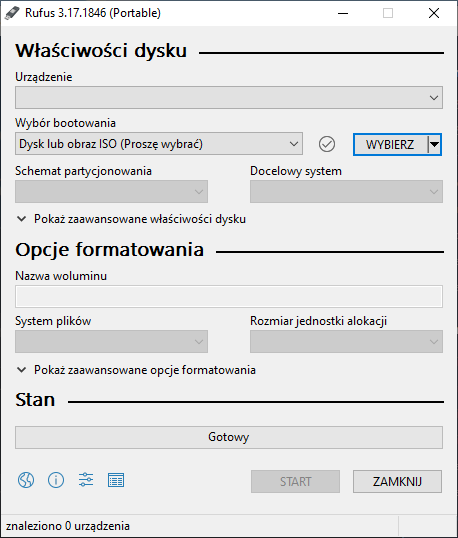 Rufus 3.17.1846 (Portable)
Właściwości dysku
Urządzenie
Wybór bootowania
Dysk lub obraz ISO (Proszę wybrać)
WYBIERZ
Schemat partycjonowania
Docelowy system
Pokaż zaawansowane właściwości dysku
Opcje formatowania
Nazwa woluminu
System plików
Rozmiar jednostki alokacji
Pokaż zaawansowane opcje formatowania
Stan
Gotowy
START
ZAMKNIJ
znaleziono 0 urządzenia